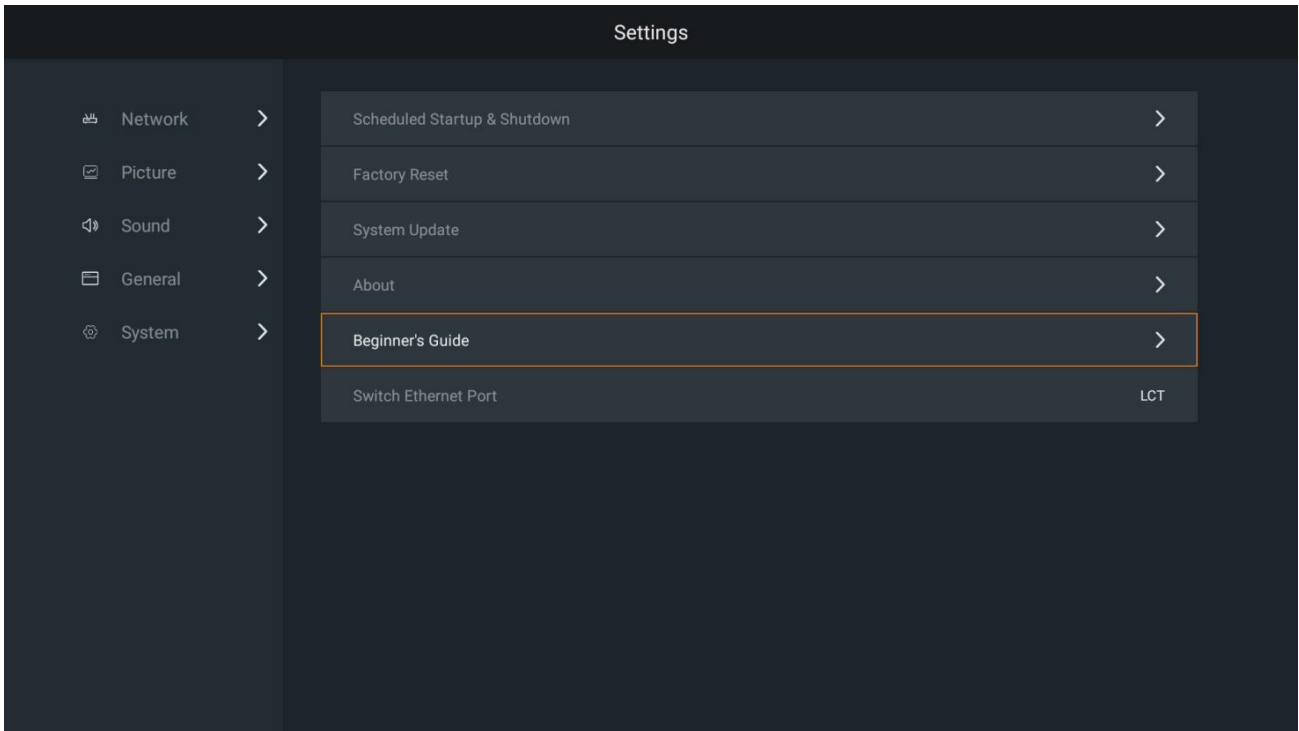 Settings
Network
Picture
Sound
General
System
Scheduled Startup & Shutdown
Factory Reset
System Update
About
Beginner's Guide
Switch Ethernet Port LCT